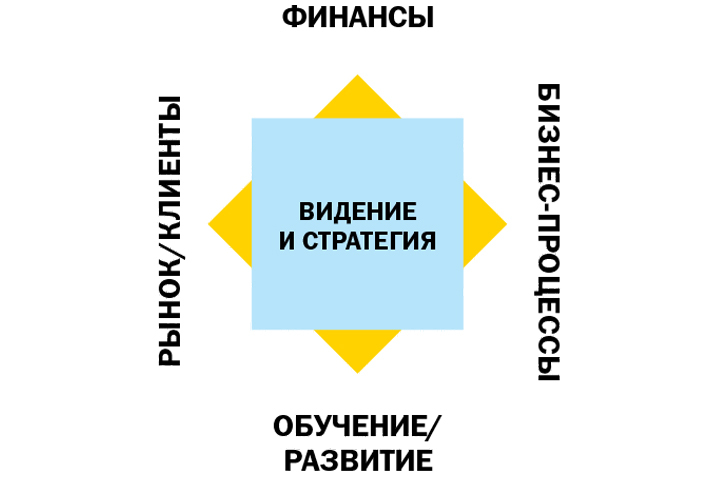 ФИНАНСЫ
РЫНОК/КЛИЕНТЫ
ВИДЕНИЕ
И СТРАТЕГИЯ
БИЗНЕС-ПРОЦЕССЫ
ОБУЧЕНИЕ/
РАЗВИТИЕ